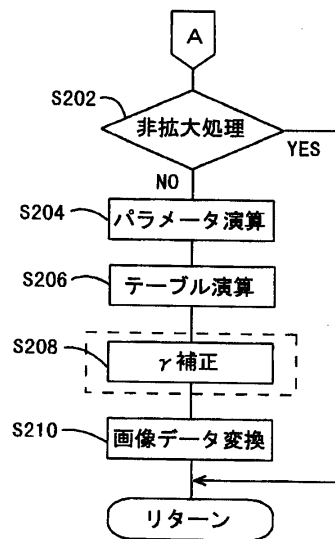 A
S202
非拡大処理
YES
NO
S204
パラメータ演算
S206
テーブル演算
S208
γ補正
S210
画像データ変換
リターン